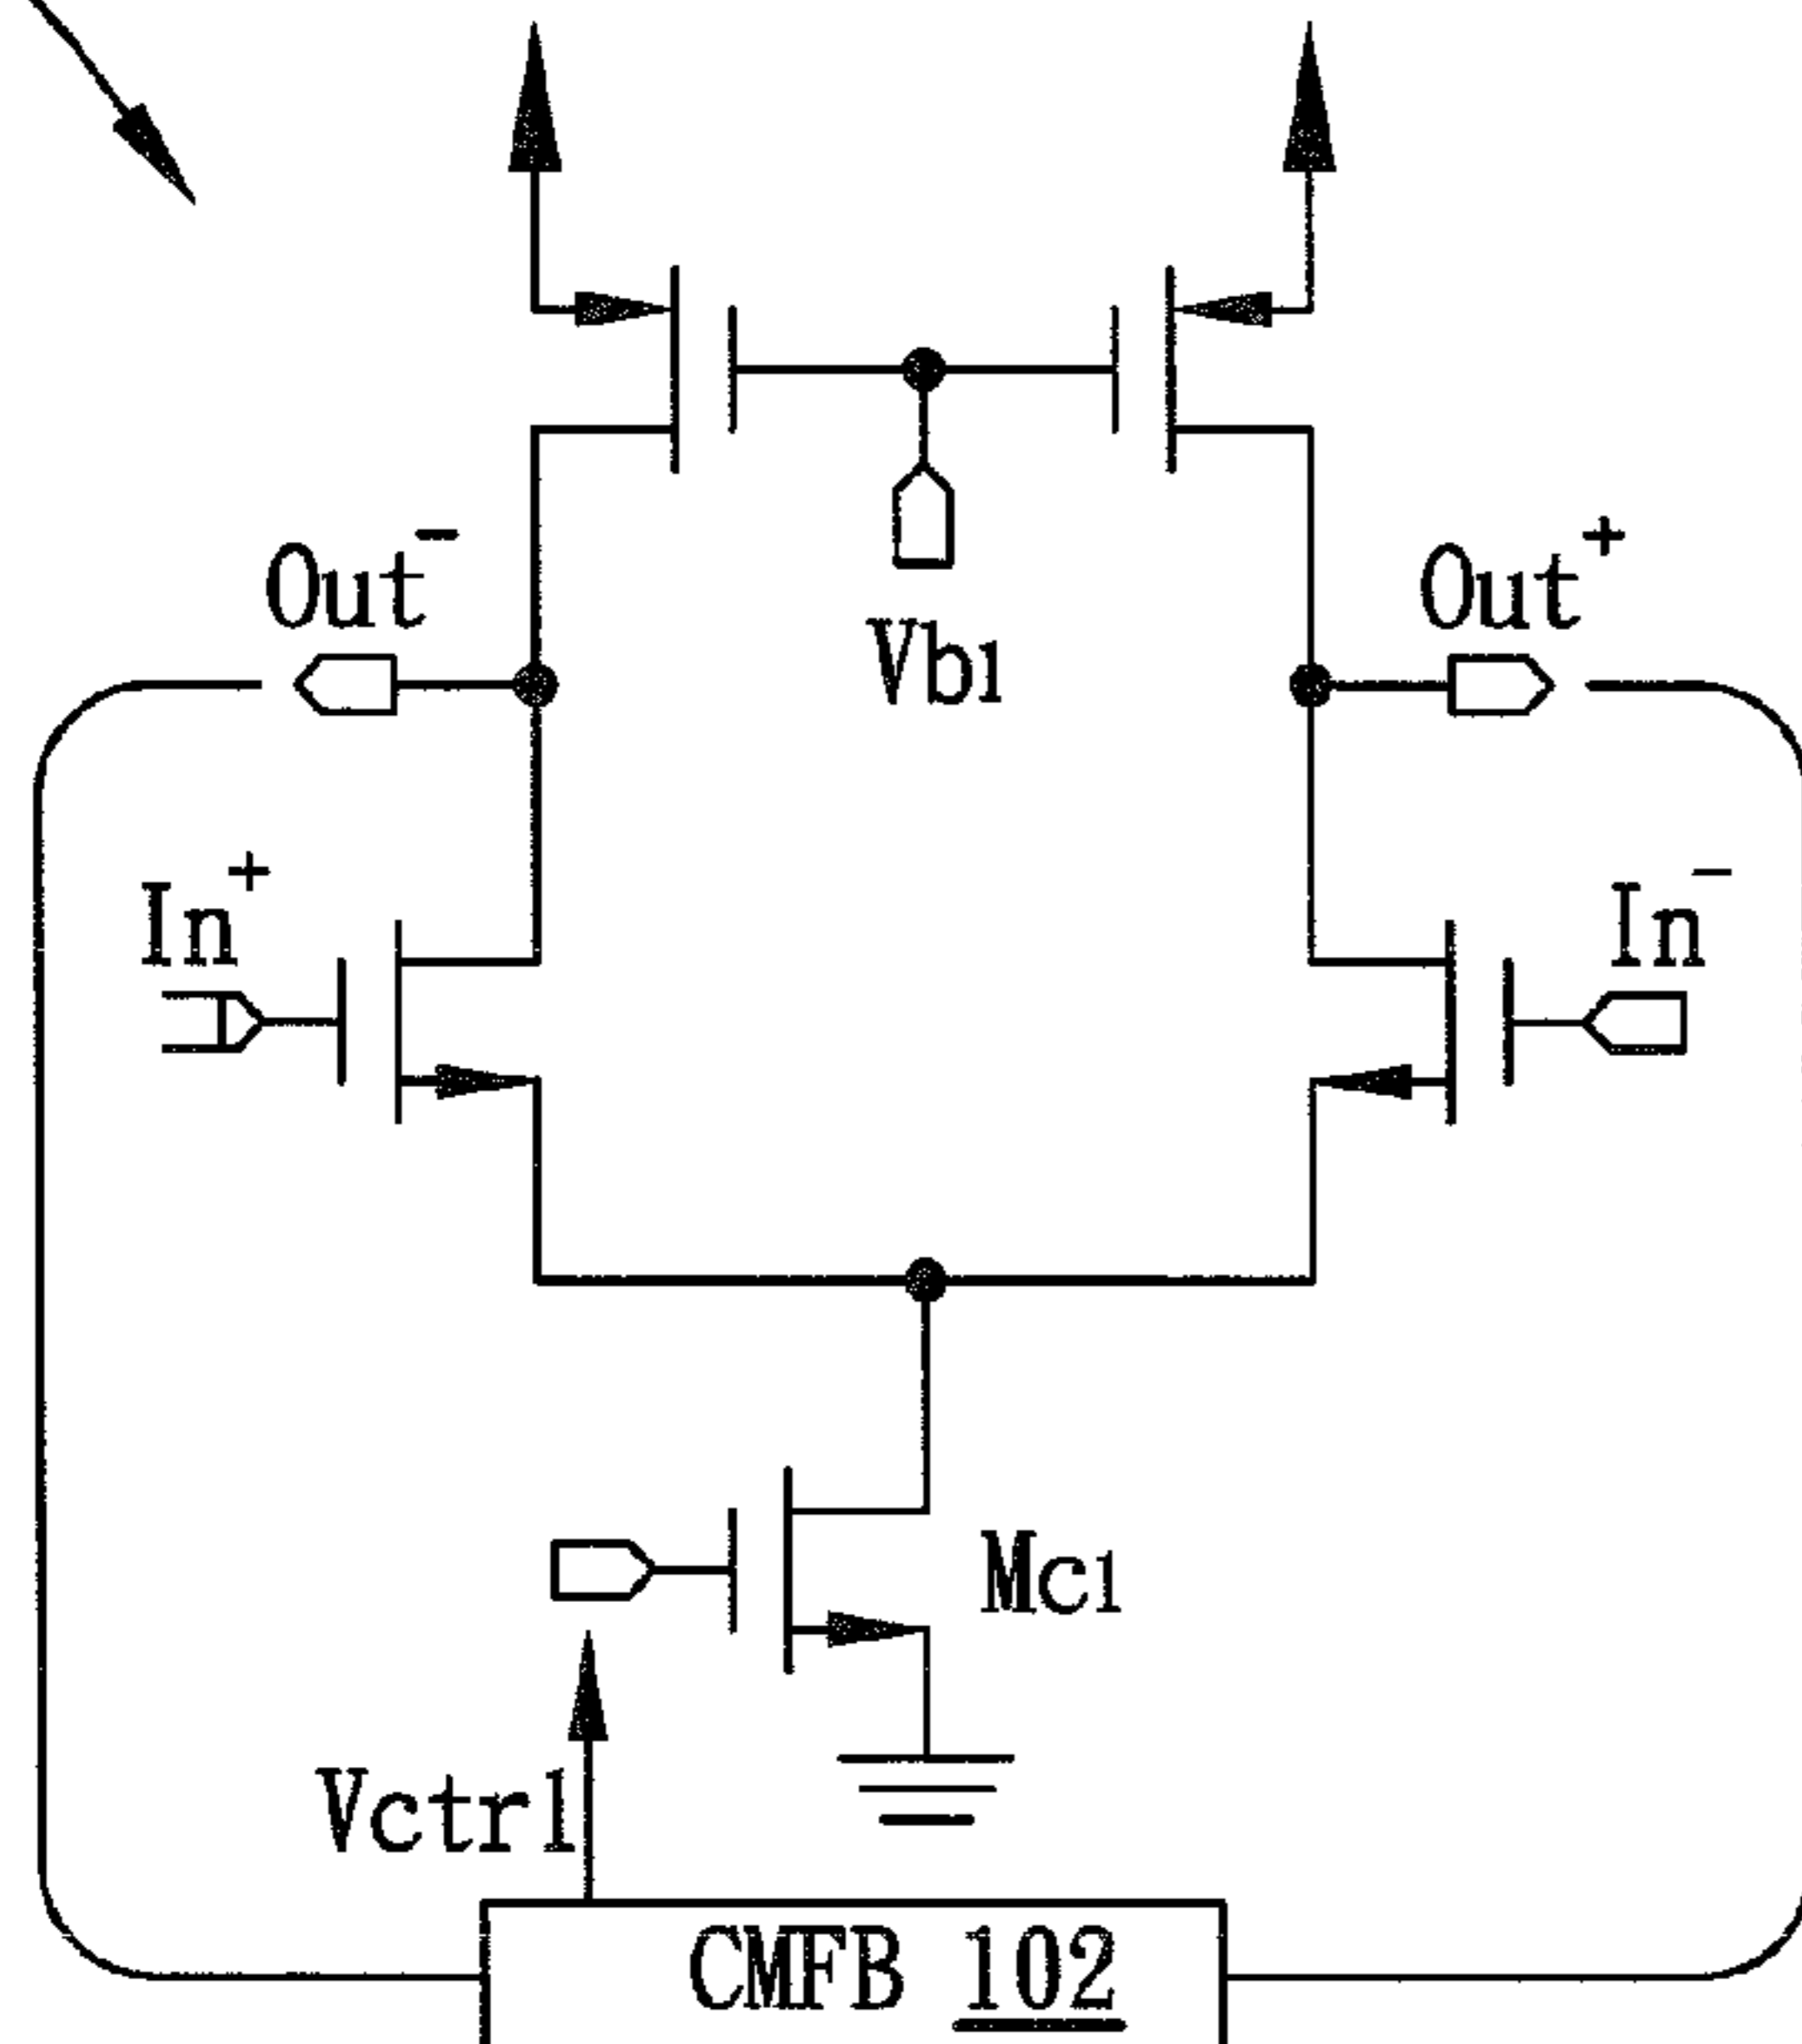 Out-
Out+
Vb1
In+
In-
Mc1
Vctrl
CMFB 102